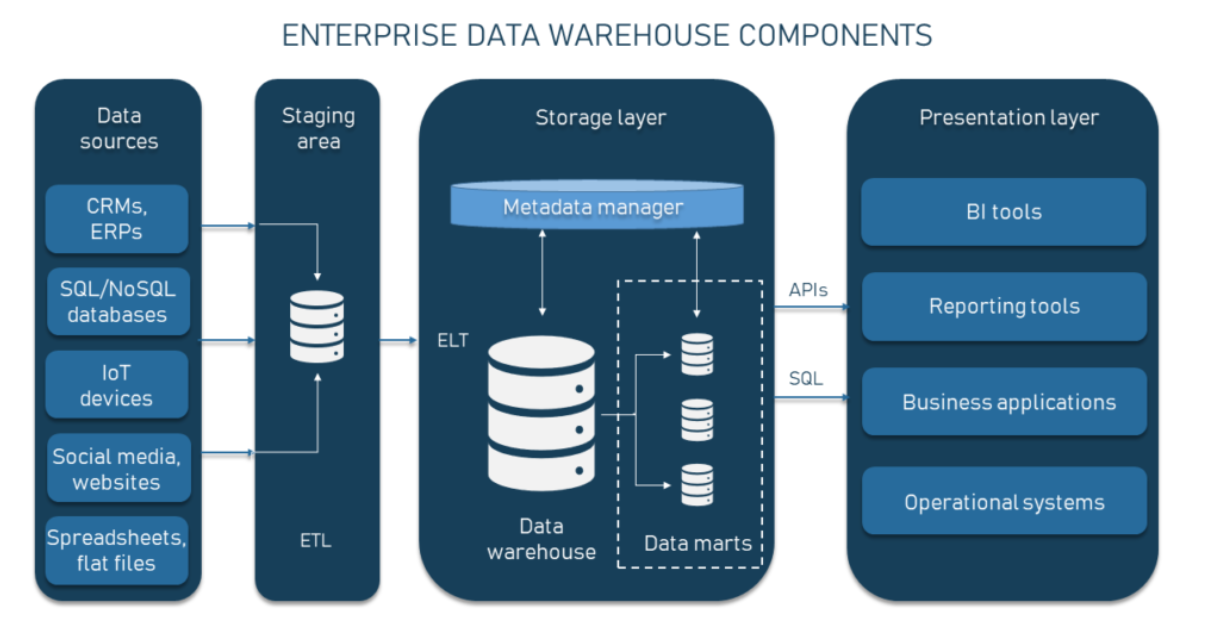 ENTERPRISE DATA WAREHOUSE COMPONENTS
Data
sources
CRMs,
ERPs
SQL/NoSQL
databases
IoT
devices
Social media,
websites
Spreadsheets,
flat files
Staging
area
ETL
Storage layer
Metadata manager
ELT
Data
warehouse
Data marts
APIs
SQL
Presentation layer
BI tools
Reporting tools
Business applications
Operational systems